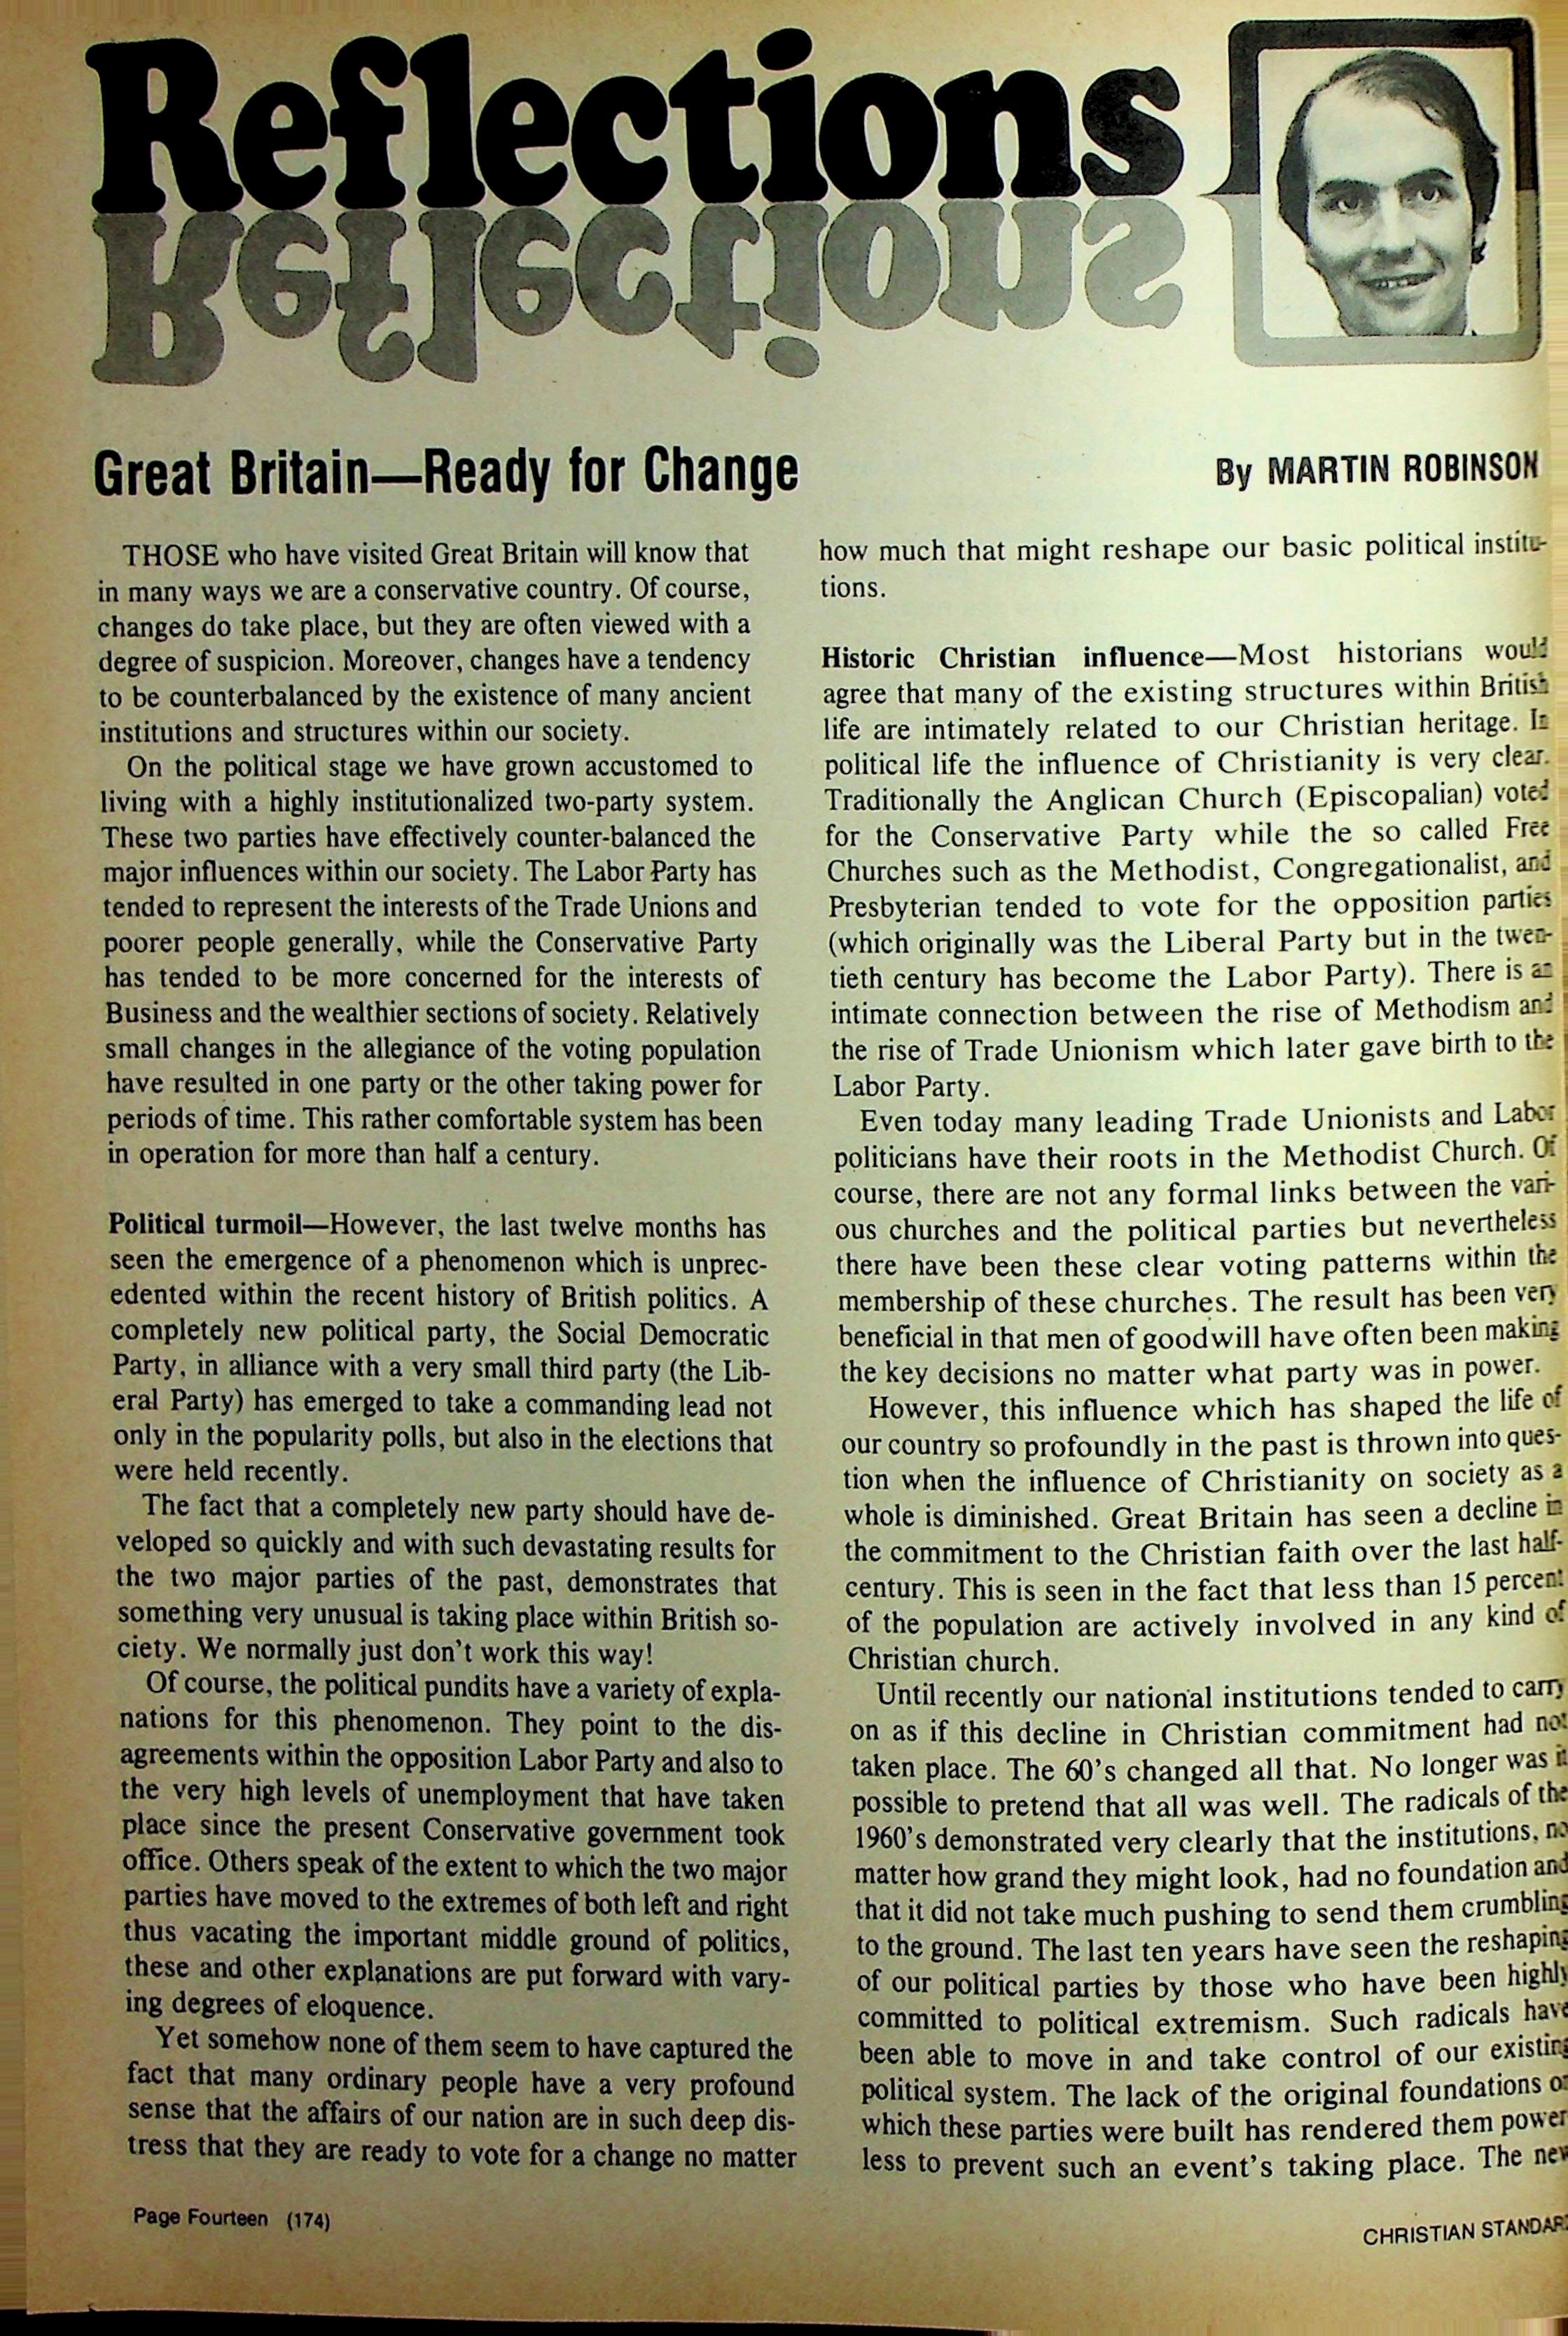 Reflections
Great Britain—Ready for Change
By MARTIN ROBINSON
THOSE who have visited Great Britain will know that
in many ways we are a conservative country. Of course,
changes do take place, but they are often viewed with a
degree of suspicion. Moreover, changes have a tendency
to be counterbalanced by the existence of many ancient
institutions and structures within our society.
On the political stage we have grown accustomed to
living with a highly institutionalized two-party system.
These two parties have effectively counter-balanced the
major influences within our society. The Labor Party has
tended to represent the interests of the Trade Unions and
poorer people generally, while the Conservative Party
has tended to be more concerned for the interests of
Business and the wealthier sections of society. Relatively
small changes in the allegiance of the voting population
have resulted in one party or the other taking power for
periods of time. This rather comfortable system has been
in operation for more than half a century.
Political turmoil—However, the last twelve months has
seen the emergence of a phenomenon which is unprec-
edented within the recent history of British politics. A
completely new political party, the Social Democratic
Party, in alliance with a very small third party (the Lib-
eral Party) has emerged to take a commanding lead not
only in the popularity polls, but also in the elections that
were held recently.
The fact that a completely new party should have de-
veloped so quickly and with such devastating results for
the two major parties of the past, demonstrates that
something very unusual is taking place within British so-
ciety. We normally just don't work this way!
Of course, the political pundits have a variety of expla-
nations for this phenomenon. They point to the dis-
agreements within the opposition Labor Party and also to
the very high levels of unemployment that have taken
place since the present Conservative government took
office. Others speak of the extent to which the two major
parties have moved to the extremes of both left and right
thus vacating the important middle ground of politics,
these and other explanations are put forward with vary-
ing degrees of eloquence.
Yet somehow none of them seem to have captured the
fact that many ordinary people have a very profound
sense that the affairs of our nation are in such deep dis-
tress that they are ready to vote for a change no matter
how much that might reshape our basic political institu-
tions.
Historic Christian influence—Most historians would
agree that many of the existing structures within British
life are intimately related to our Christian heritage. In
political life the influence of Christianity is very clear.
Traditionally the Anglican Church (Episcopalian) voted
for the Conservative Party while the so called Free
Churches such as the Methodist, Congregationalist, and
Presbyterian tended to vote for the opposition parties
(which originally was the Liberal Party but in the twen-
tieth century has become the Labor Party). There is an
intimate connection between the rise of Methodism and
the rise of Trade Unionism which later gave birth to the
Labor Party.
Even today many leading Trade Unionists and Labor
politicians have their roots in the Methodist Church. Of
course, there are not any formal links between the vari-
ous churches and the political parties but nevertheless
there have been these clear voting patterns within the
membership of these churches. The result has been very
beneficial in that men of goodwill have often been making
the key decisions no matter what party was in power.
However, this influence which has shaped the life of
our country so profoundly in the past is thrown into ques-
tion when the influence of Christianity on society as a
whole is diminished. Great Britain has seen a decline in
the commitment to the Christian faith over the last half-
century. This is seen in the fact that less than 15 percent
of the population are actively involved in any kind of
Christian church.
Until recently our national institutions tended to carry
on as if this decline in Christian commitment had not
taken place. The 60's changed all that. No longer was it
possible to pretend that all was well. The radicals of the
1960's demonstrated very clearly that the institutions, no
matter how grand they might look, had no foundation and
that it did not take much pushing to send them crumbling
to the ground. The last ten years have seen the reshaping
of our political parties by those who have been highly
committed to political extremism. Such radicals have
been able to move in and take control of our existing
political system. The lack of the original foundations on
which these parties were built has rendered them power
less to prevent such an event's taking place. The new
Page Fourteen (174)
CHRISTIAN STANDARD